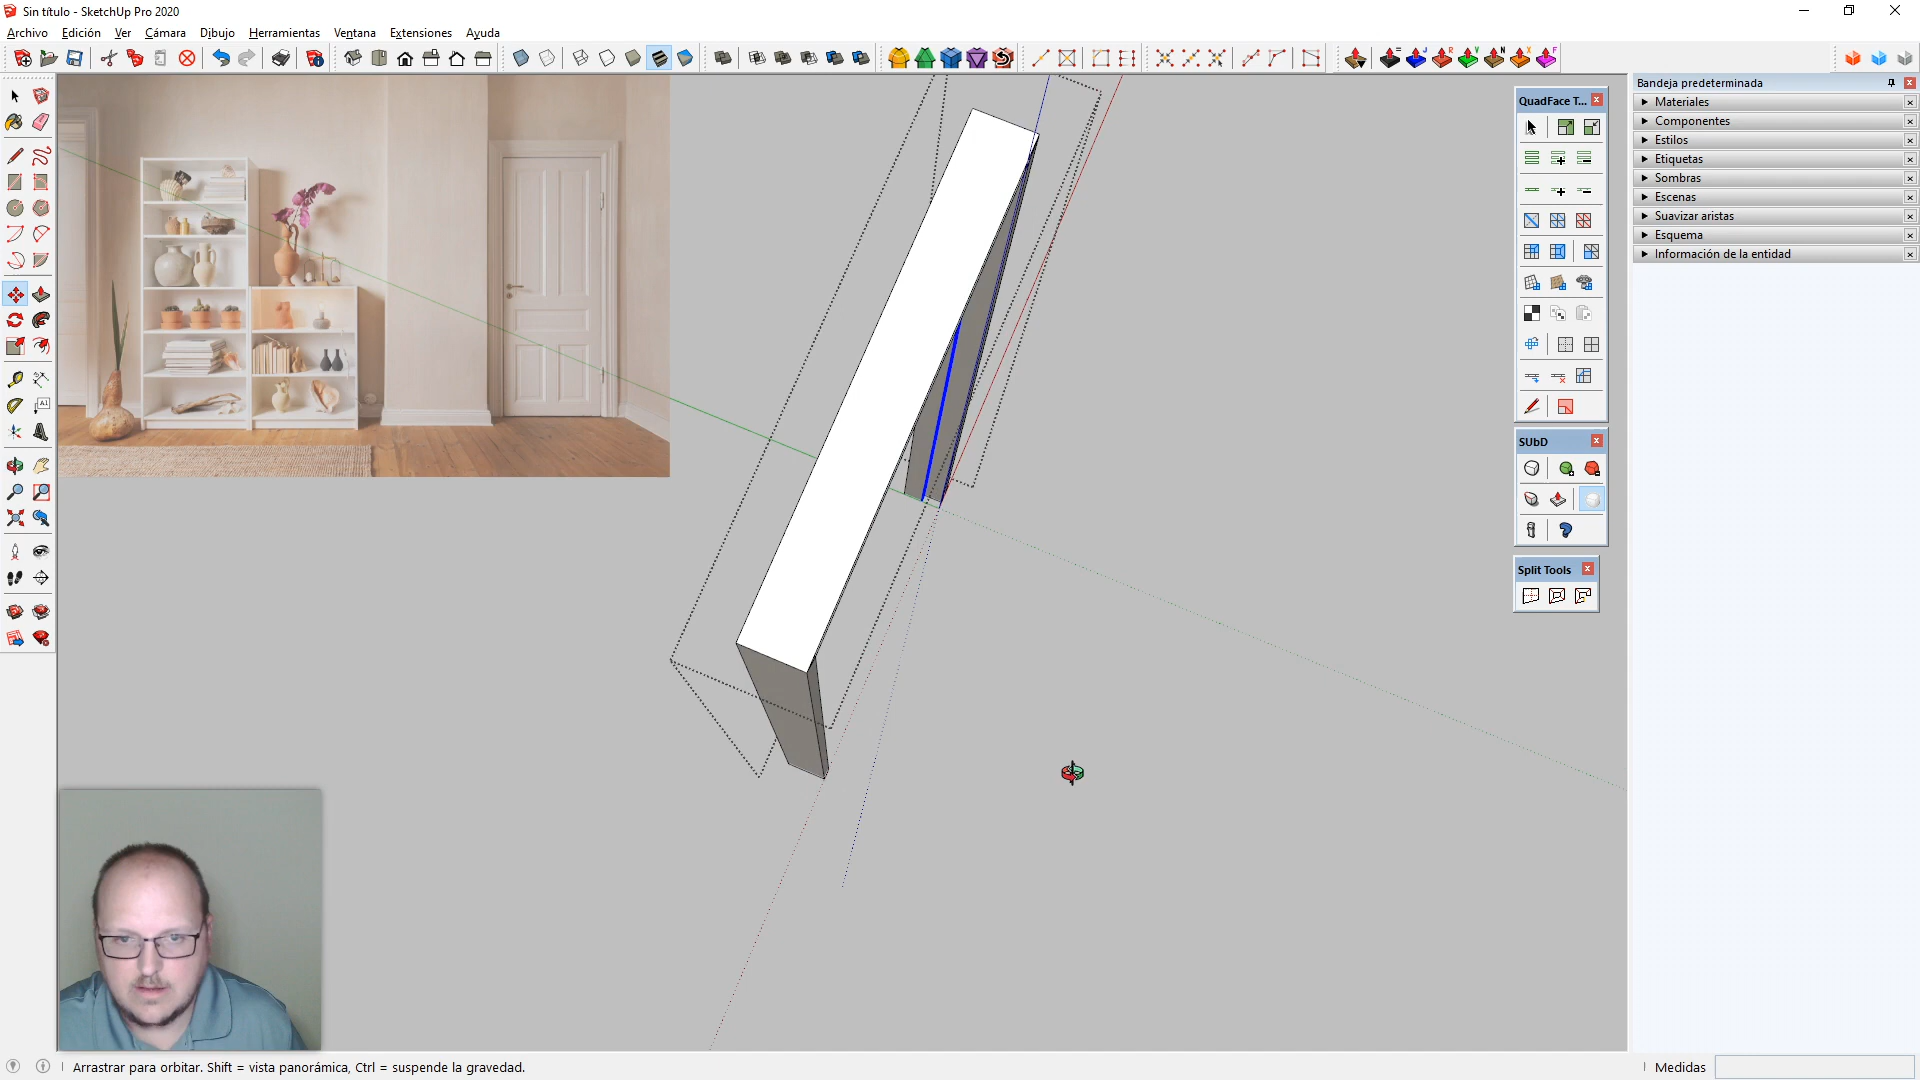 Sin título - SketchUp Pro 2020
Archivo Edición Ver Cámara Dibujo Herramientas Ventana Extensiones Ayuda
Bandeja predeterminada
Materiales
Componentes
Estilos
Etiquetas
Sombras
Escenas
Suavizar aristas
Esquema
Información de la entidad
QuadFace T...
SUbD
Split Tools
Arrastrar para orbitar. Shift = vista panorámica, Ctrl = suspende la gravedad.
Medidas